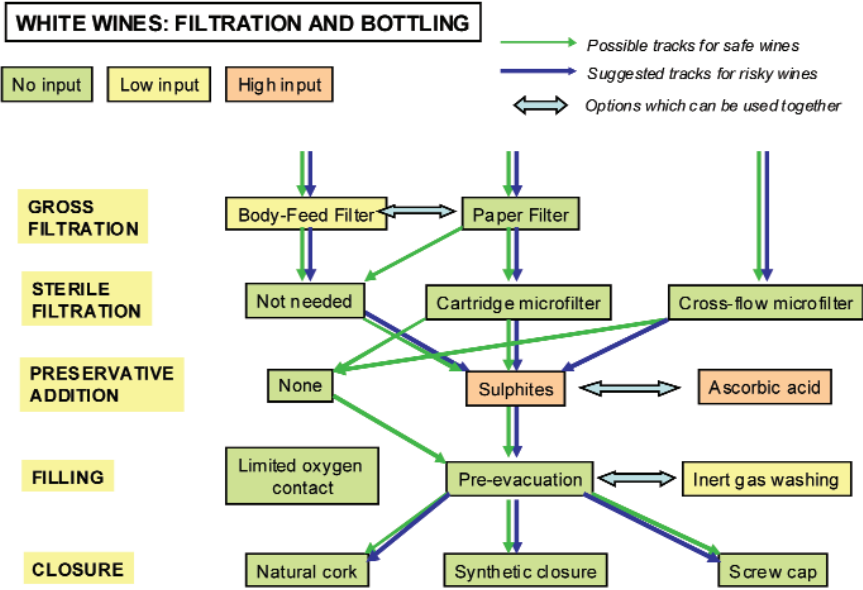 WHITE WINES: FILTRATION AND BOTTLING
Possible tracks for safe wines
Suggested tracks for risky wines
Options which can be used together
No input
Low input
High input
GROSS
FILTRATION
Body-Feed Filter
Paper Filter
STERILE
FILTRATION
Not needed
Cartridge microfilter
Cross-flow microfilter
PRESERVATIVE
ADDITION
None
Sulphites
Ascorbic acid
FILLING
Limited oxygen
contact
Pre-evacuation
Inert gas washing
CLOSURE
Natural cork
Synthetic closure
Screw cap